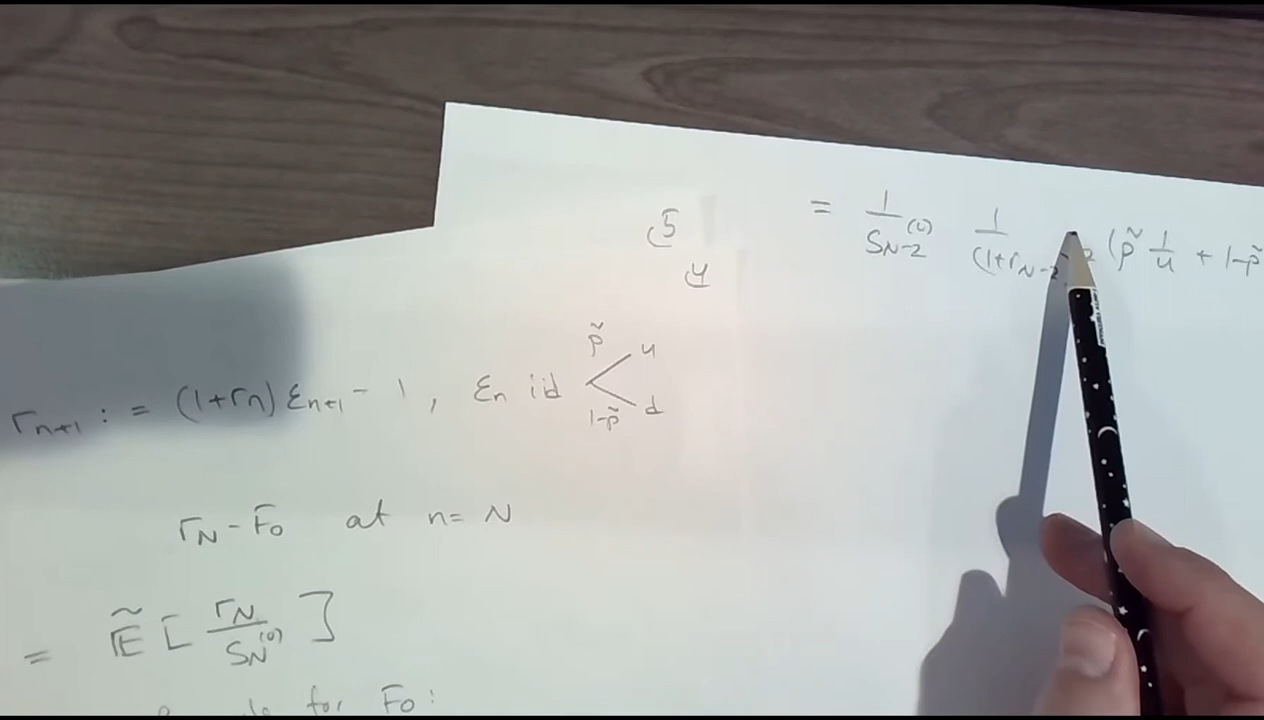 5
4
= 1/S_{N-2}^{(0)} 1/(1+r_{N-2})^2 (p̃ 1/u + 1-p̃
r_{n+1} := (1+r_n) ε_{n+1} - 1, ε_n iid p̃ u 1-p̃ d
r_N - F_0 at n = N
= Ẽ [ r_N / S_N^{(0)} ]
for F_0: